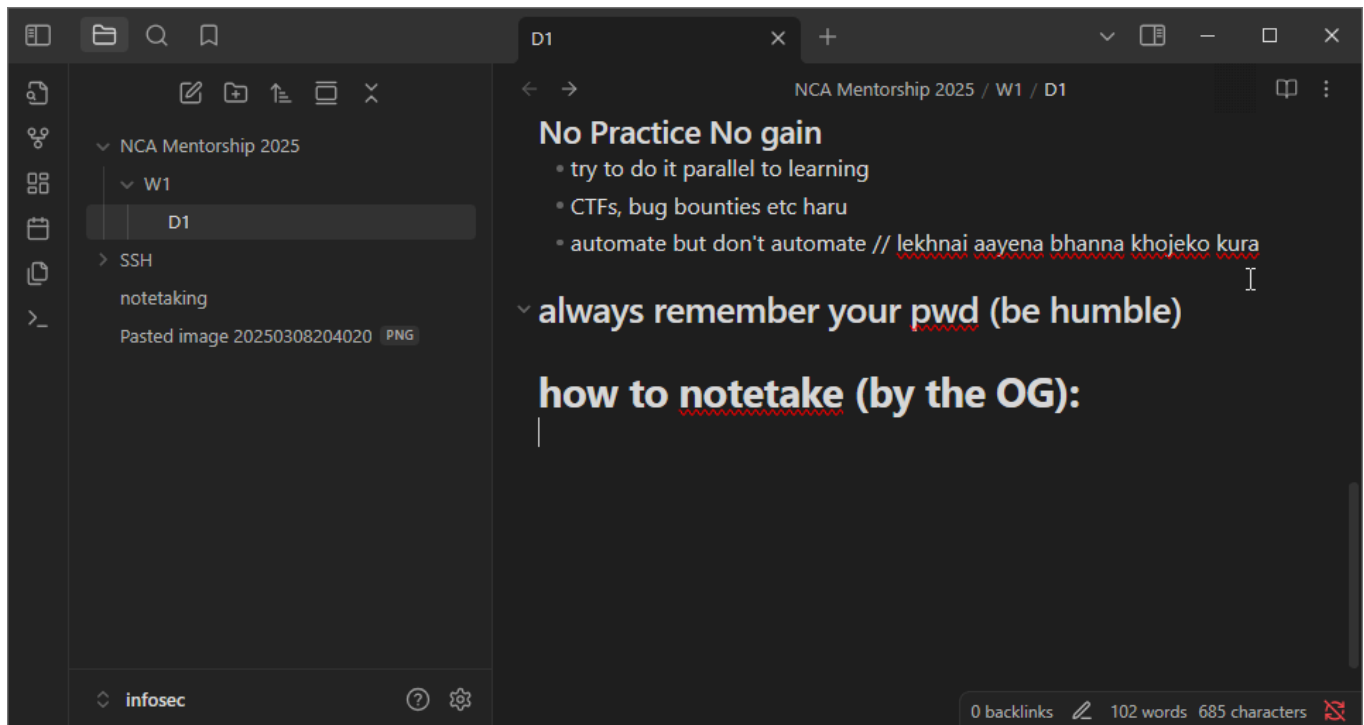 D1
NCA Mentorship 2025 / W1 / D1
NCA Mentorship 2025
W1
D1
SSH
notetaking
Pasted image 20250308204020 PNG
infosec
No Practice No gain
try to do it parallel to learning
CTFs, bug bounties etc haru
automate but don't automate // lekhnai aayena bhanna khojeko kura
always remember your pwd (be humble)
how to notetake (by the OG):
0 backlinks 102 words 685 characters